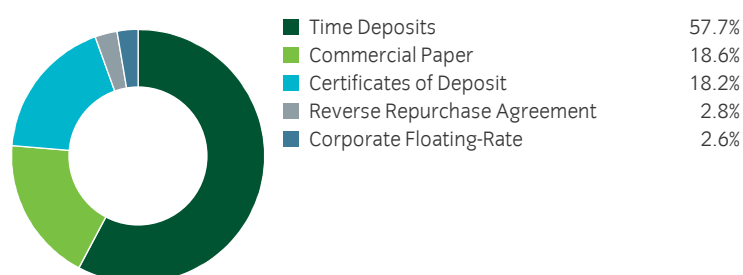 Time Deposits 57.7%
Commercial Paper 18.6%
Certificates of Deposit 18.2%
Reverse Repurchase Agreement 2.8%
Corporate Floating-Rate 2.6%